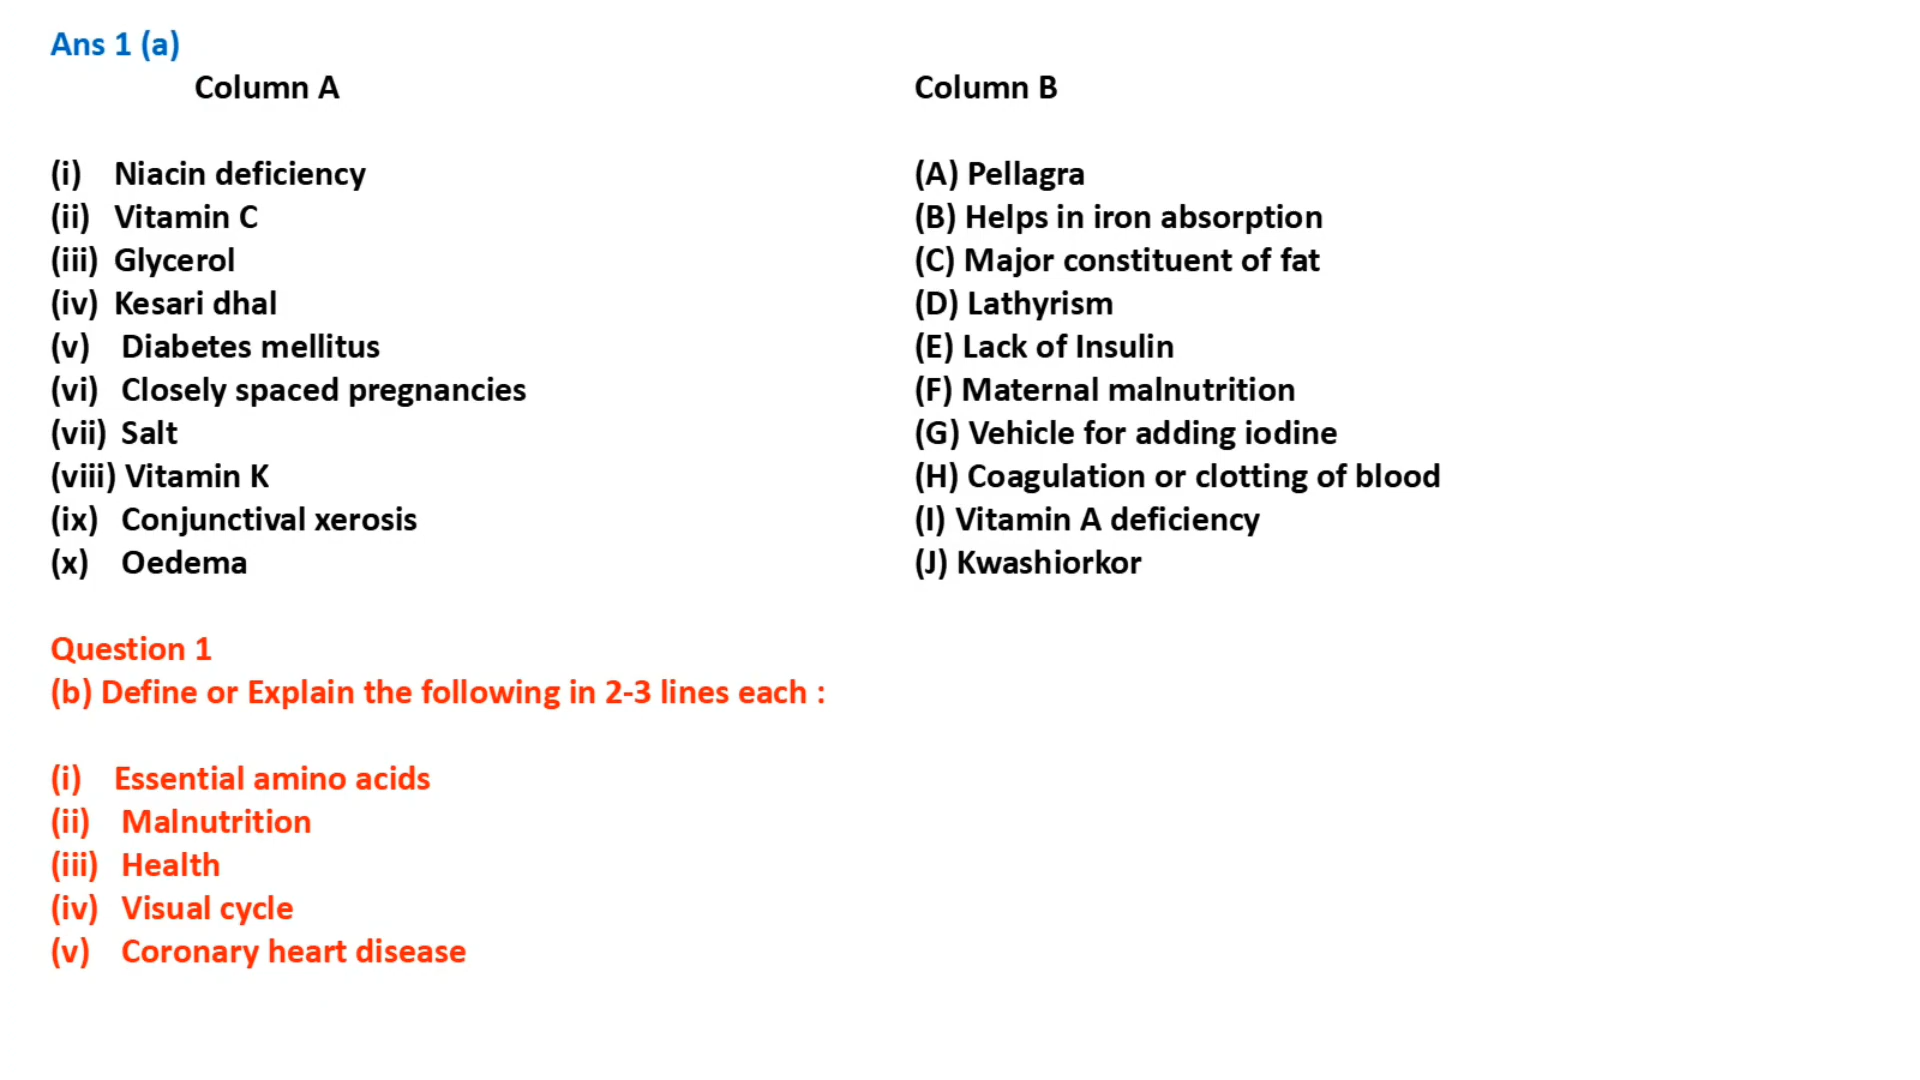 Ans 1 (a)
Column A Column B
(i) Niacin deficiency (A) Pellagra
(ii) Vitamin C (B) Helps in iron absorption
(iii) Glycerol (C) Major constituent of fat
(iv) Kesari dhal (D) Lathyrism
(v) Diabetes mellitus (E) Lack of Insulin
(vi) Closely spaced pregnancies (F) Maternal malnutrition
(vii) Salt (G) Vehicle for adding iodine
(viii) Vitamin K (H) Coagulation or clotting of blood
(ix) Conjunctival xerosis (I) Vitamin A deficiency
(x) Oedema (J) Kwashiorkor
Question 1
(b) Define or Explain the following in 2-3 lines each :
(i) Essential amino acids
(ii) Malnutrition
(iii) Health
(iv) Visual cycle
(v) Coronary heart disease